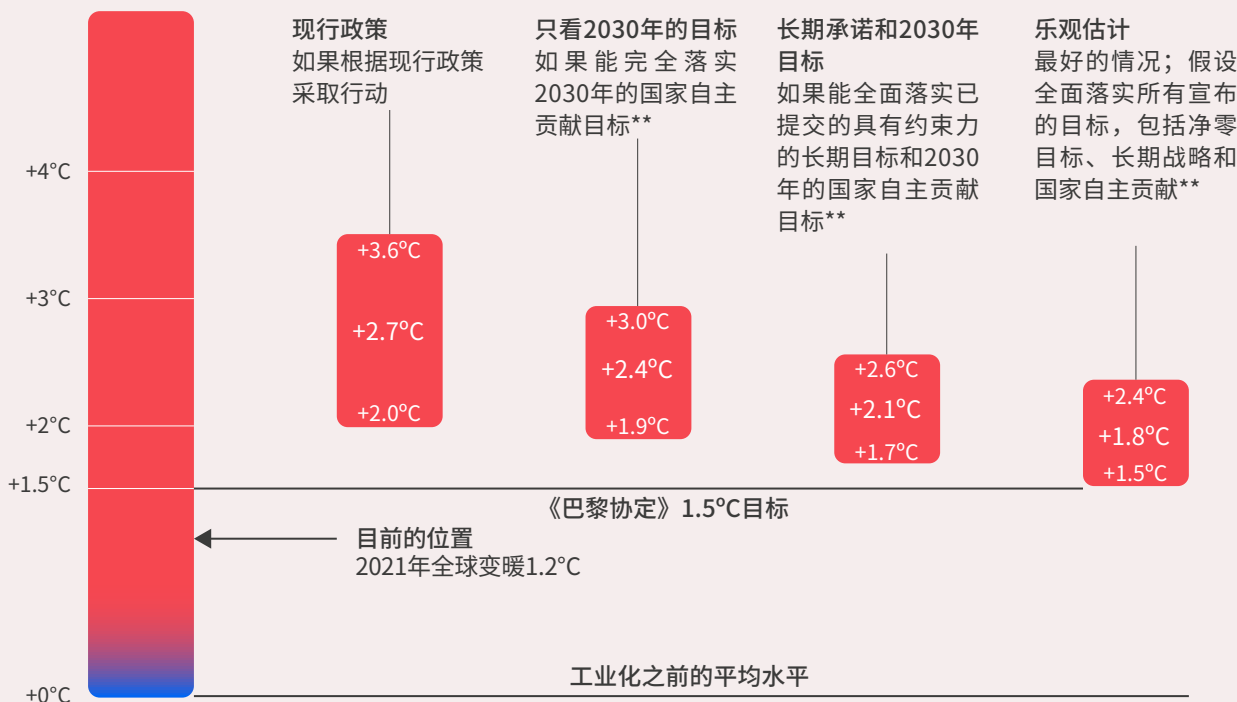 现行政策
如果根据现行政策
采取行动
只看2030年的目标
如果能完全落实
2030年的国家自主
贡献目标**
长期承诺和2030年
目标
如果能全面落实已
提交的具有约束力
的长期目标和2030
年的国家自主贡献
目标**
乐观估计
最好的情况；假设
全面落实所有宣布
的目标，包括净零
目标、长期战略和
国家自主贡献**
+4°C
+3°C
+2°C
+1.5°C
+0°C
+3.6°C
+2.7°C
+2.0°C
+3.0°C
+2.4°C
+1.9°C
+2.6°C
+2.1°C
+1.7°C
+2.4°C
+1.8°C
+1.5°C
《巴黎协定》1.5°C目标
目前的位置
2021年全球变暖1.2°C
工业化之前的平均水平